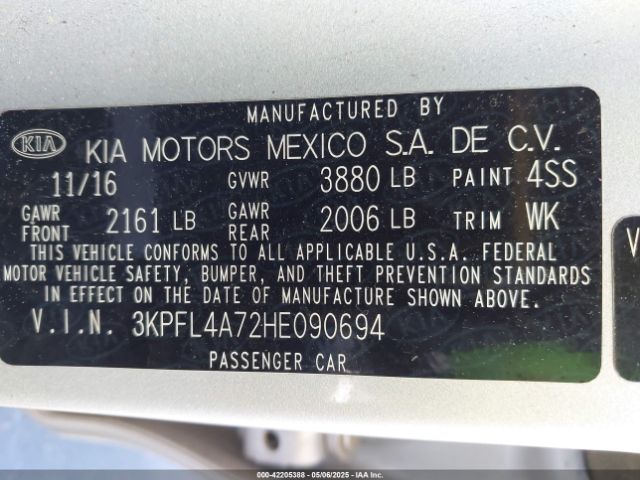 MANUFACTURED BY
KIA KIA MOTORS MEXICO S.A. DE C.V.
11/16 GVWR 3880 LB PAINT 4SS
GAWR FRONT 2161 LB GAWR REAR 2006 LB TRIM WK
THIS VEHICLE CONFORMS TO ALL APPLICABLE U.S.A. FEDERAL
MOTOR VEHICLE SAFETY, BUMPER, AND THEFT PREVENTION STANDARDS
IN EFFECT ON THE DATE OF MANUFACTURE SHOWN ABOVE.
V.I.N. 3KPFL4A72HE090694
PASSENGER CAR
V
© 000-42205388 - 05/06/2025 - IAA Corp.